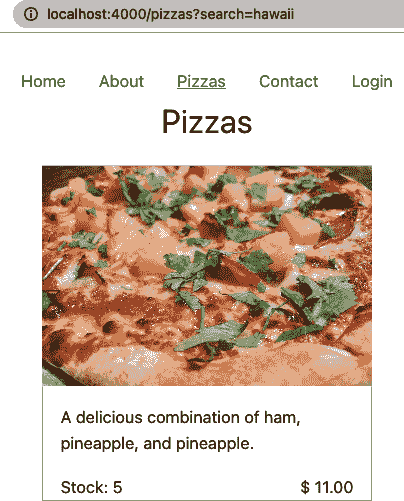 localhost:4000/pizzas?search=hawaii
Home About Pizzas Contact Login
Pizzas
A delicious combination of ham,
pineapple, and pineapple.
Stock: 5 $ 11.00